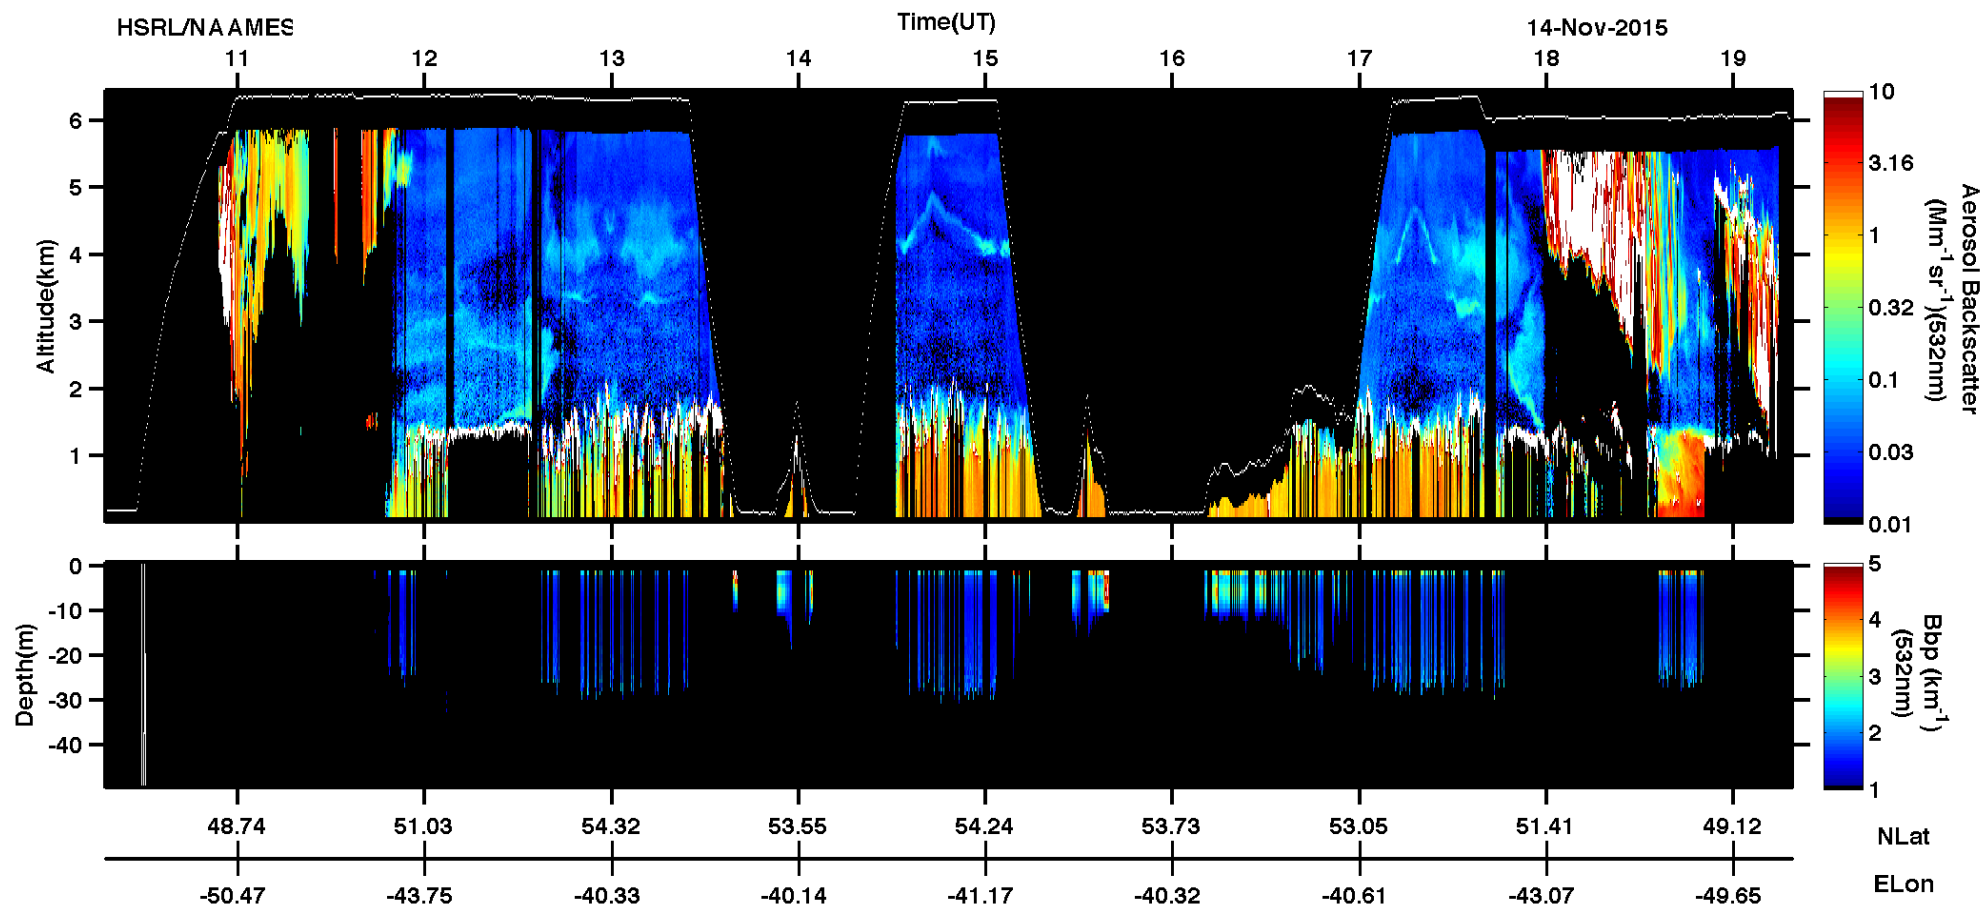 HSRL/NAAMES
Time(UT)
14-Nov-2015
11 12 13 14 15 16 17 18 19
Altitude(km)
6
5
4
3
2
1
10
3.16
1
0.32
0.1
0.03
0.01
Aerosol Backscatter
(Mm⁻¹sr⁻¹)(532nm)
Depth(m)
0
-10
-20
-30
-40
5
4
3
2
1
Bbp (km⁻¹)
(532nm)
48.74 51.03 54.32 53.55 54.24 53.73 53.05 51.41 49.12
NLat
-50.47 -43.75 -40.33 -40.14 -41.17 -40.32 -40.61 -43.07 -49.65
ELon